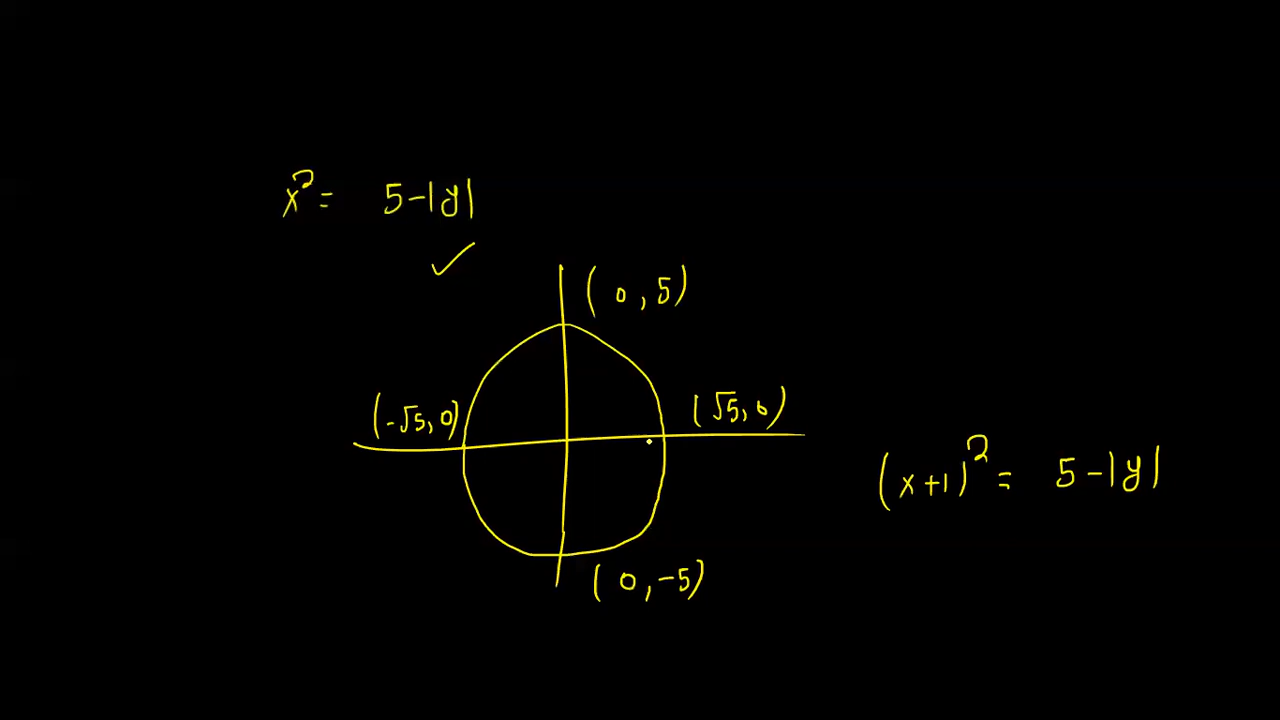 x² = 5-|y|
(0,5)
(-√5,0)
(√5,0)
(x+1)² = 5-|y|
(0,-5)